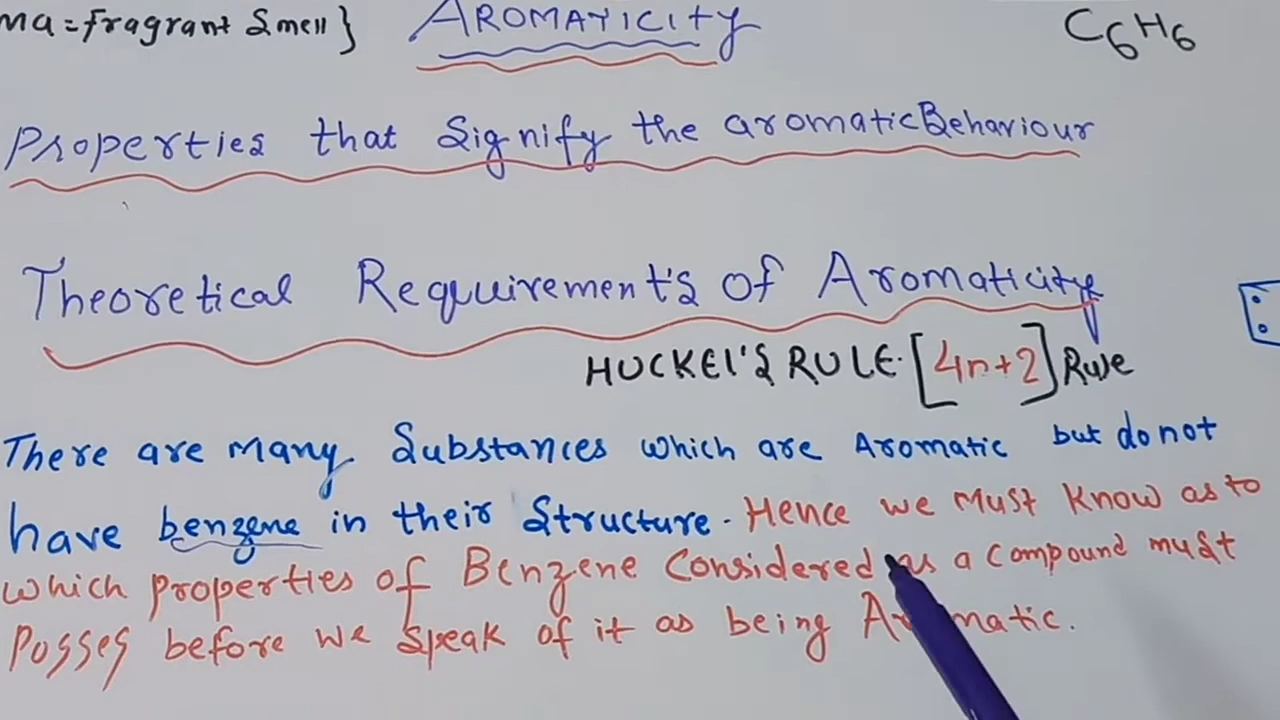 ma = fragrant Smell } AROMATICITY C6H6
Properties that Signify the aromatic Behaviour
Theoretical Requirement's of Aromaticity
HUCKEL'S RULE. [4n+2] Rule
There are many Substances which are Aromatic but do not
have benzene in their Structure. Hence we must know as to
which properties of Benzene Considered as a compound must
Posses before we speak of it as being Aromatic.